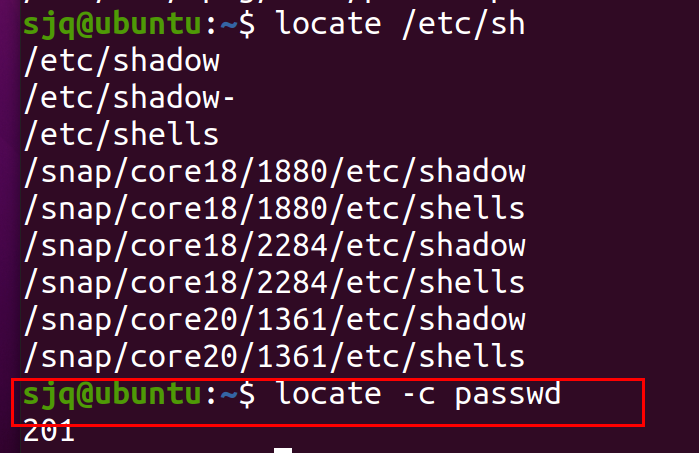 sjq@ubuntu:~$ locate /etc/sh
/etc/shadow
/etc/shadow-
/etc/shells
/snap/core18/1880/etc/shadow
/snap/core18/1880/etc/shells
/snap/core18/2284/etc/shadow
/snap/core18/2284/etc/shells
/snap/core20/1361/etc/shadow
/snap/core20/1361/etc/shells
sjq@ubuntu:~$ locate -c passwd
201